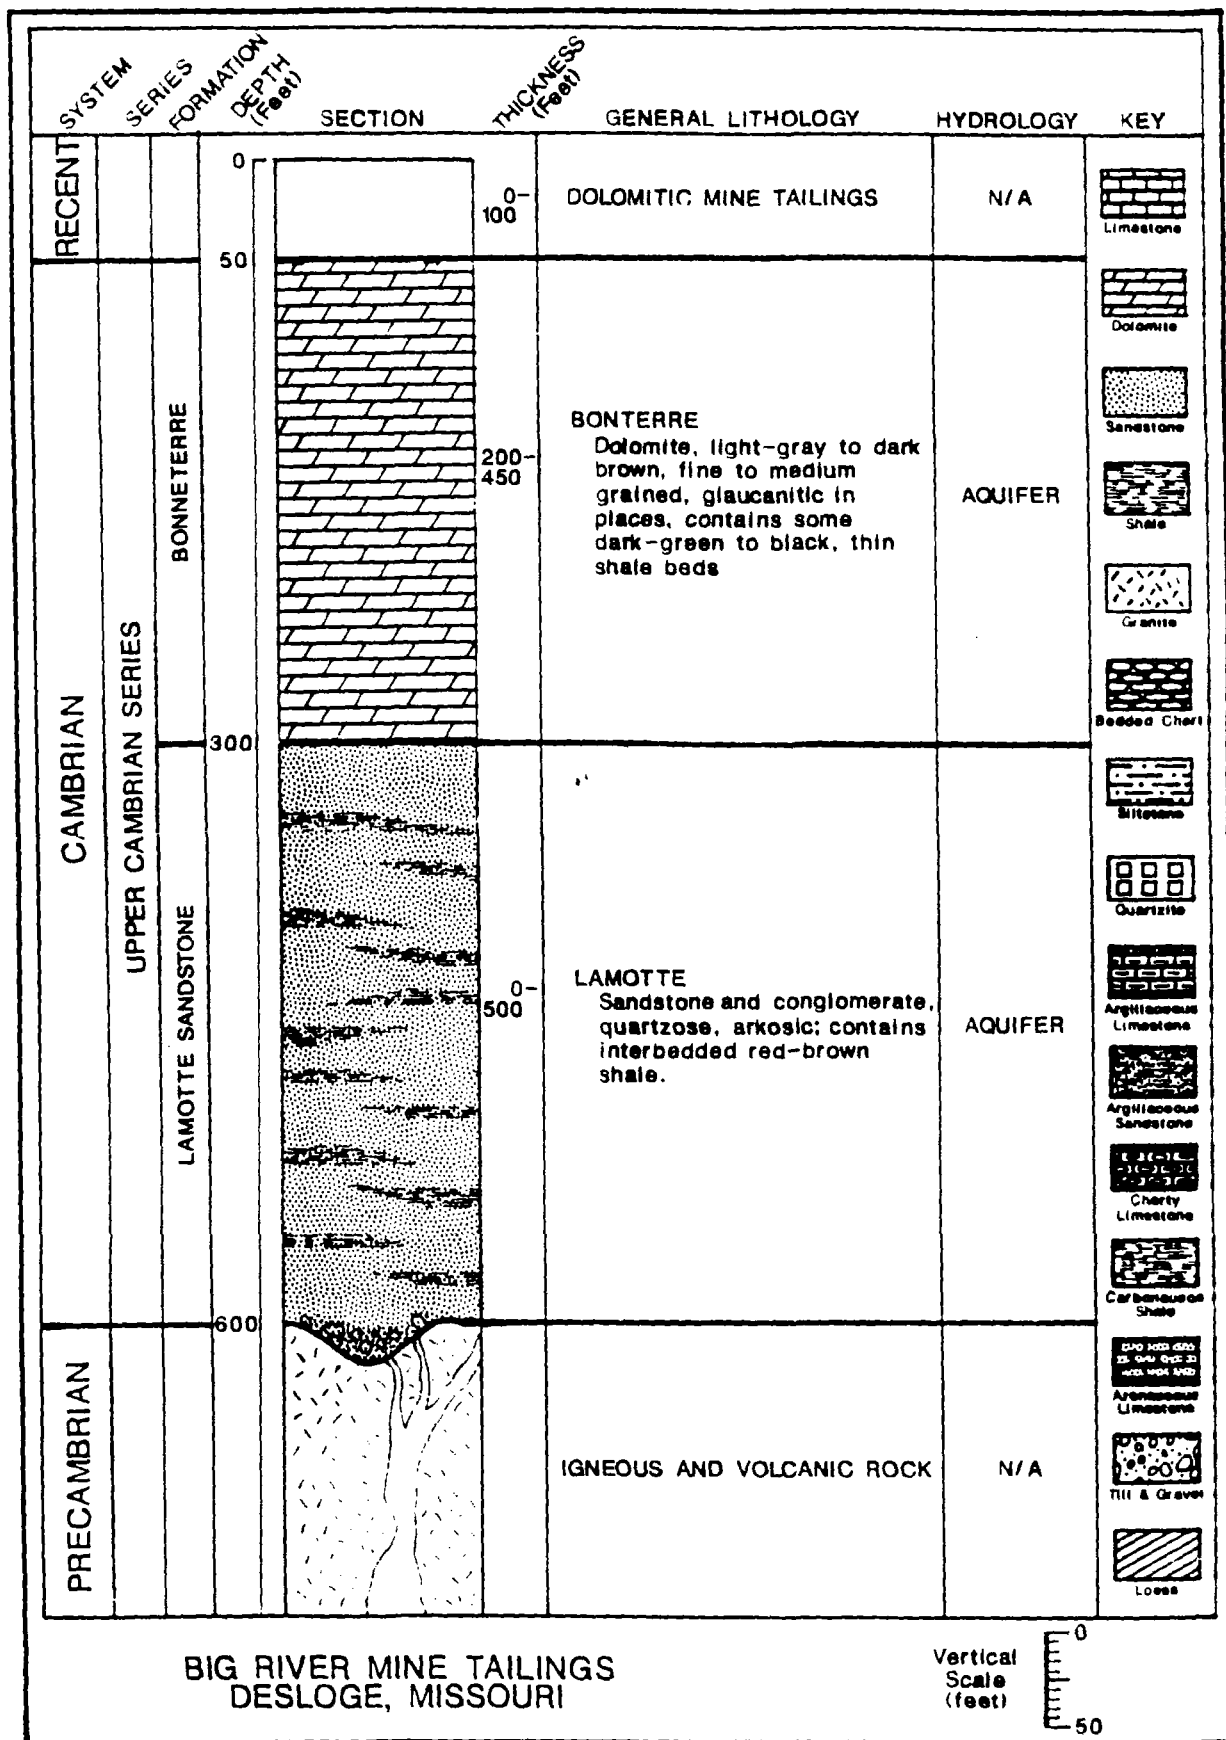 SYSTEM
SERIES
FORMATION
DEPTH
(Feet)
SECTION
THICKNESS
(Feet)
GENERAL LITHOLOGY
HYDROLOGY
KEY
RECENT
0
0-
100
DOLOMITIC MINE TAILINGS
N/A
50
CAMBRIAN
UPPER CAMBRIAN SERIES
BONNETERRE
200-
450
BONTERRE
Dolomite, light-gray to dark
brown, fine to medium
grained, glaucanitic in
places, contains some
dark-green to black, thin
shale beds
AQUIFER
300
LAMOTTE SANDSTONE
0-
500
LAMOTTE
Sandstone and conglomerate,
quartzose, arkosic; contains
interbedded red-brown
shale.
AQUIFER
600
PRECAMBRIAN
IGNEOUS AND VOLCANIC ROCK
N/A
Limestone
Dolomite
Sandstone
Shale
Granite
Bedded Chert
Siltstone
Quartzite
Argillaceous
Limestone
Argillaceous
Sandstone
Cherty
Limestone
Carbonaceous
Shale
Arenaceous
Limestone
Till & Gravel
Loess
BIG RIVER MINE TAILINGS
DESLOGE, MISSOURI
Vertical
Scale
(feet)
0
50